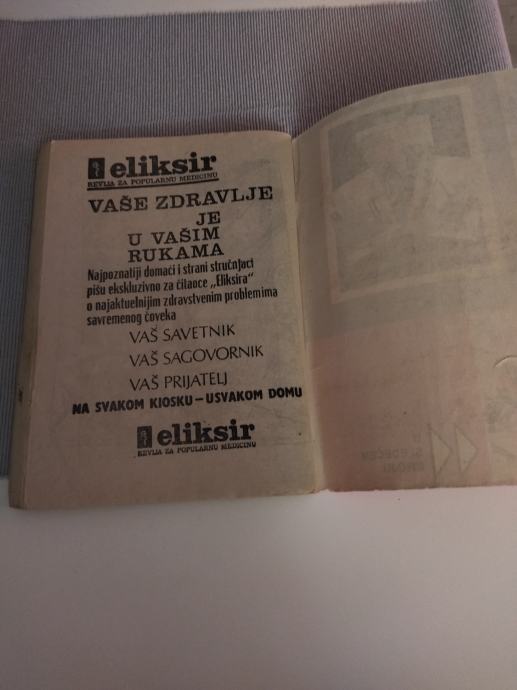 eliksir
REVIJA ZA POPULARNU MEDICINU
VAŠE ZDRAVLJE
JE
U VAŠIM
RUKAMA
Najpoznatiji domaći i strani stručnjaci
pišu ekskluzivno za čitaoce „Eliksira“
o najaktuelnijim zdravstvenim problemima
savremenog čoveka
VAŠ SAVETNIK
VAŠ SAGOVORNIK
VAŠ PRIJATELJ
NA SVAKOM KIOSKU – USVAKOM DOMU
eliksir
REVIJA ZA POPULARNU MEDICINU
U
SLEDEĆEM
BROJU